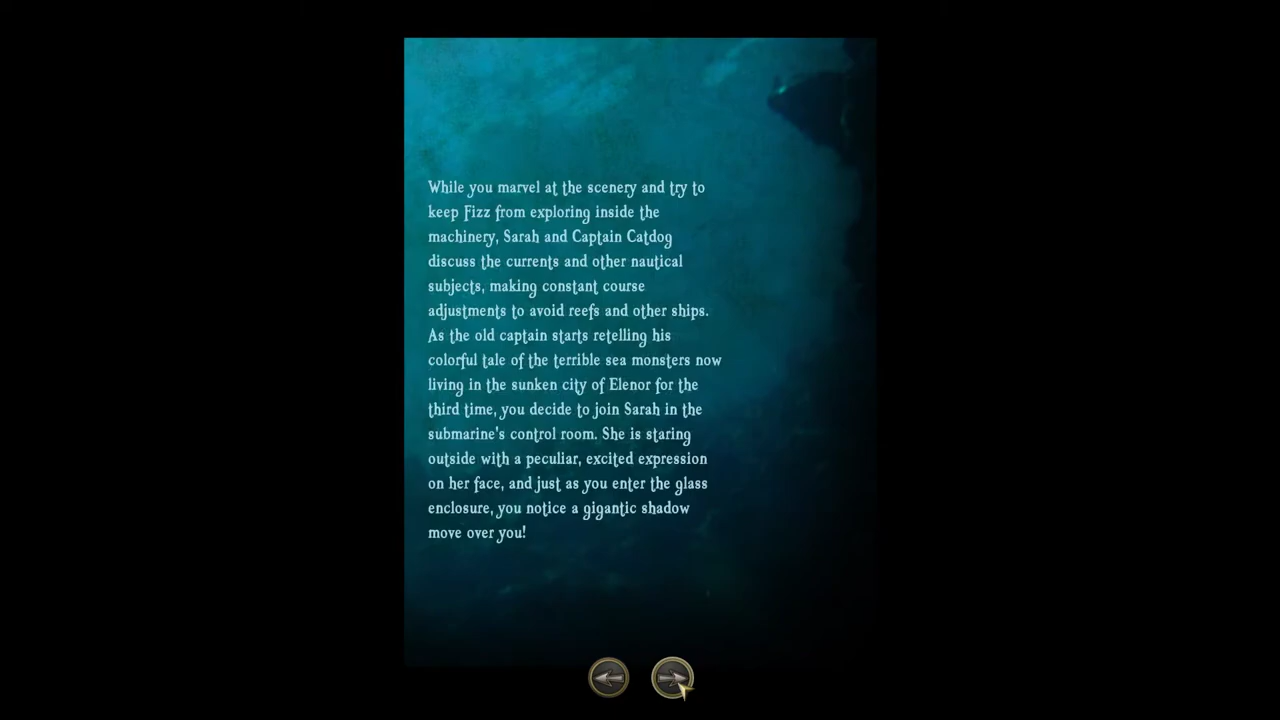 While you marvel at the scenery and try to
keep Fizz from exploring inside the
machinery, Sarah and Captain Catdog
discuss the currents and other nautical
subjects, making constant course
adjustments to avoid reefs and other ships.
As the old captain starts retelling his
colorful tale of the terrible sea monsters now
living in the sunken city of Elenor for the
third time, you decide to join Sarah in the
submarine's control room. She is staring
outside with a peculiar, excited expression
on her face, and just as you enter the glass
enclosure, you notice a gigantic shadow
move over you!